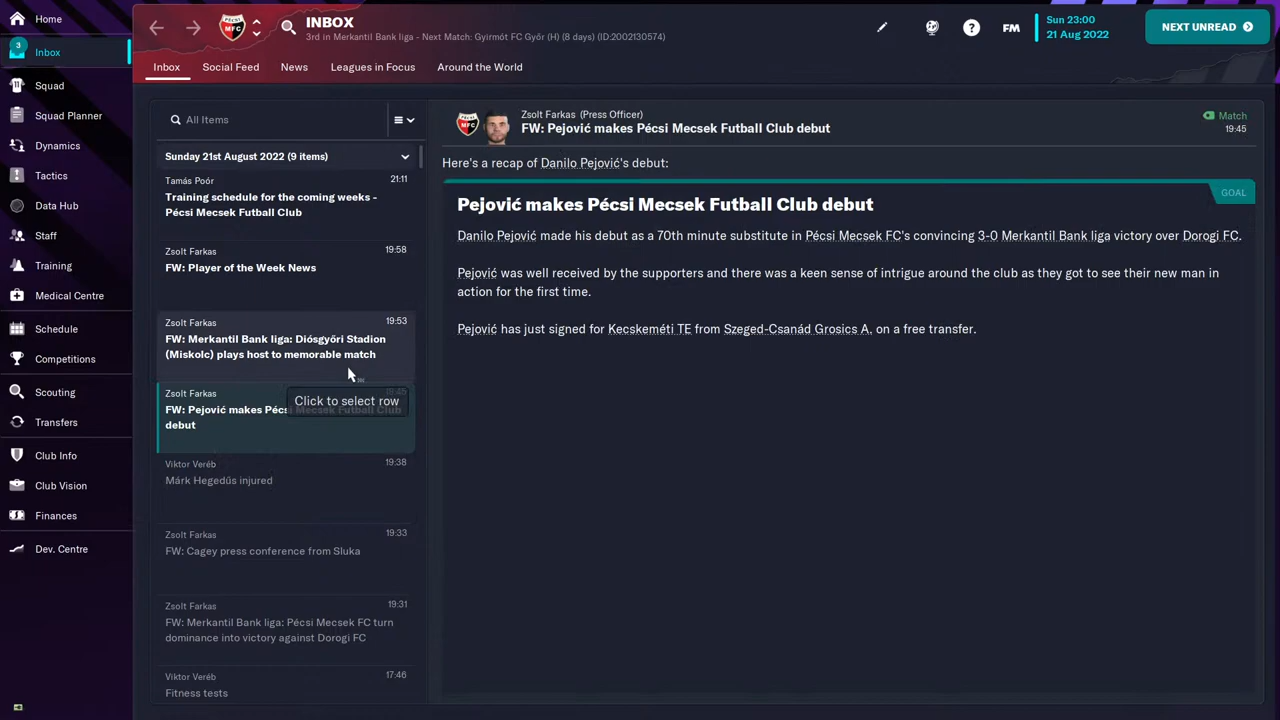 Home
3
Inbox
Squad
Squad Planner
Dynamics
Tactics
Data Hub
Staff
Training
Medical Centre
Schedule
Competitions
Scouting
Transfers
Club Info
Club Vision
Finances
Dev. Centre
INBOX
3rd in Merkantil Bank liga - Next Match: Gyirmót FC Győr (H) (8 days) (ID:2002130574)
FM
Sun 23:00
21 Aug 2022
NEXT UNREAD
Inbox
Social Feed
News
Leagues in Focus
Around the World
All Items
Sunday 21st August 2022 (9 items)
Tamás Poór
21:11
Training schedule for the coming weeks -
Pécsi Mecsek Futball Club
Zsolt Farkas
19:58
FW: Player of the Week News
Zsolt Farkas
19:53
FW: Merkantil Bank liga: Diósgyőri Stadion
(Miskolc) plays host to memorable match
Zsolt Farkas
19:45
Click to select row
FW: Pejović makes Pécsi Mecsek Futball Club
debut
Viktor Veréb
19:38
Márk Hegedűs injured
Zsolt Farkas
19:33
FW: Cagey press conference from Sluka
Zsolt Farkas
19:31
FW: Merkantil Bank liga: Pécsi Mecsek FC turn
dominance into victory against Dorogi FC
Viktor Veréb
17:46
Fitness tests
Zsolt Farkas (Press Officer)
FW: Pejović makes Pécsi Mecsek Futball Club debut
Match
19:45
Here's a recap of Danilo Pejović's debut:
GOAL
Pejović makes Pécsi Mecsek Futball Club debut
Danilo Pejović made his debut as a 70th minute substitute in Pécsi Mecsek FC's convincing 3-0 Merkantil Bank liga victory over Dorogi FC.
Pejović was well received by the supporters and there was a keen sense of intrigue around the club as they got to see their new man in
action for the first time.
Pejović has just signed for Kecskeméti TE from Szeged-Csanád Grosics A. on a free transfer.